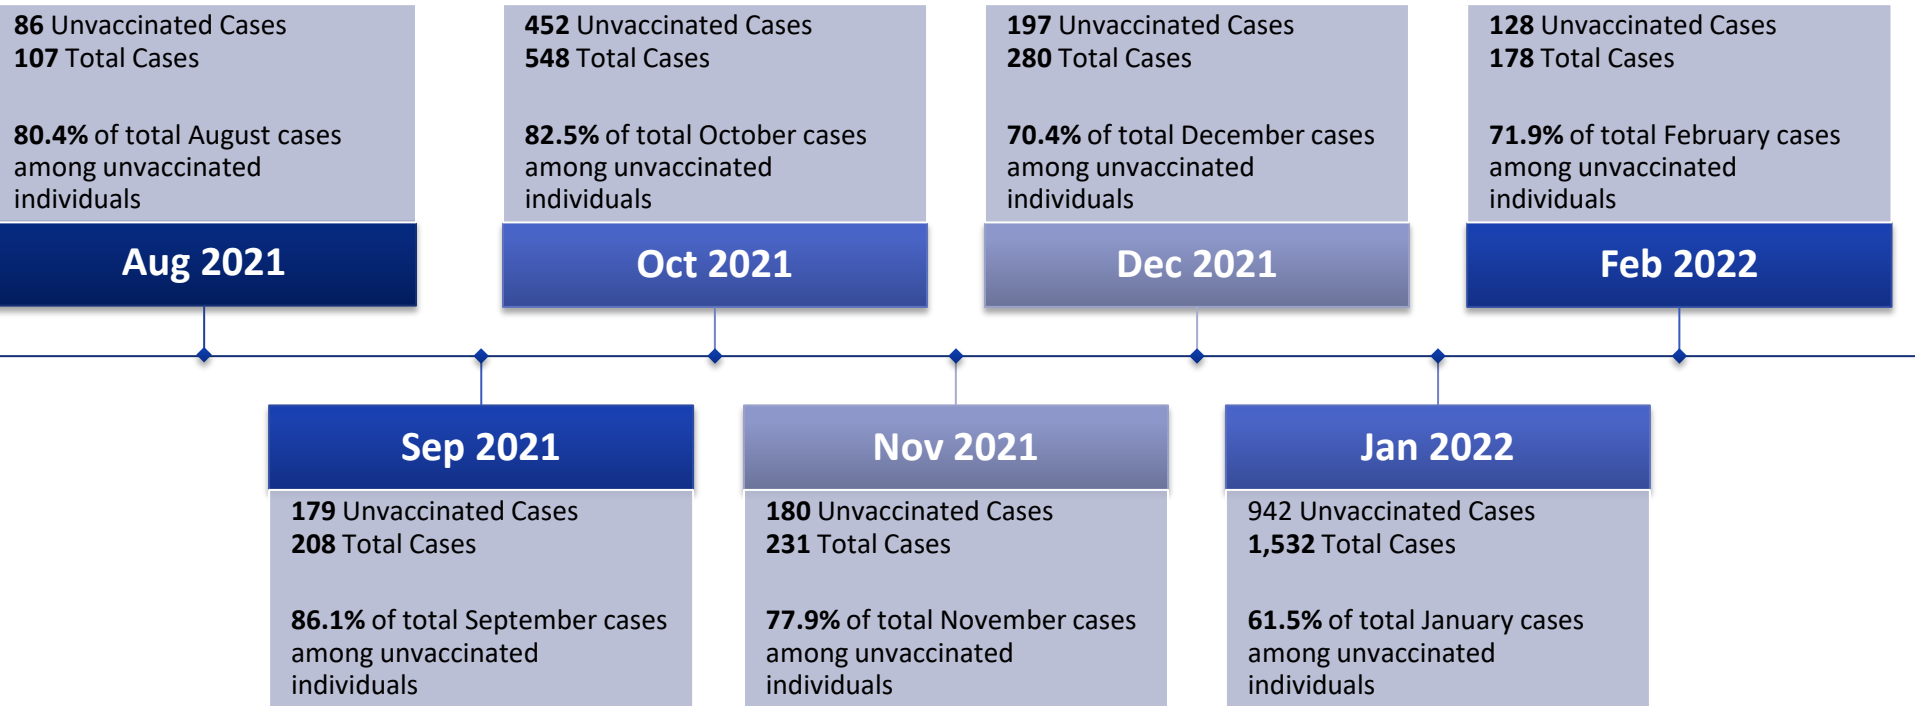 86 Unvaccinated Cases
107 Total Cases
80.4% of total August cases
among unvaccinated
individuals
Aug 2021
452 Unvaccinated Cases
548 Total Cases
82.5% of total October cases
among unvaccinated
individuals
Oct 2021
197 Unvaccinated Cases
280 Total Cases
70.4% of total December cases
among unvaccinated
individuals
Dec 2021
128 Unvaccinated Cases
178 Total Cases
71.9% of total February cases
among unvaccinated
individuals
Feb 2022
Sep 2021
179 Unvaccinated Cases
208 Total Cases
86.1% of total September cases
among unvaccinated
individuals
Nov 2021
180 Unvaccinated Cases
231 Total Cases
77.9% of total November cases
among unvaccinated
individuals
Jan 2022
942 Unvaccinated Cases
1,532 Total Cases
61.5% of total January cases
among unvaccinated
individuals